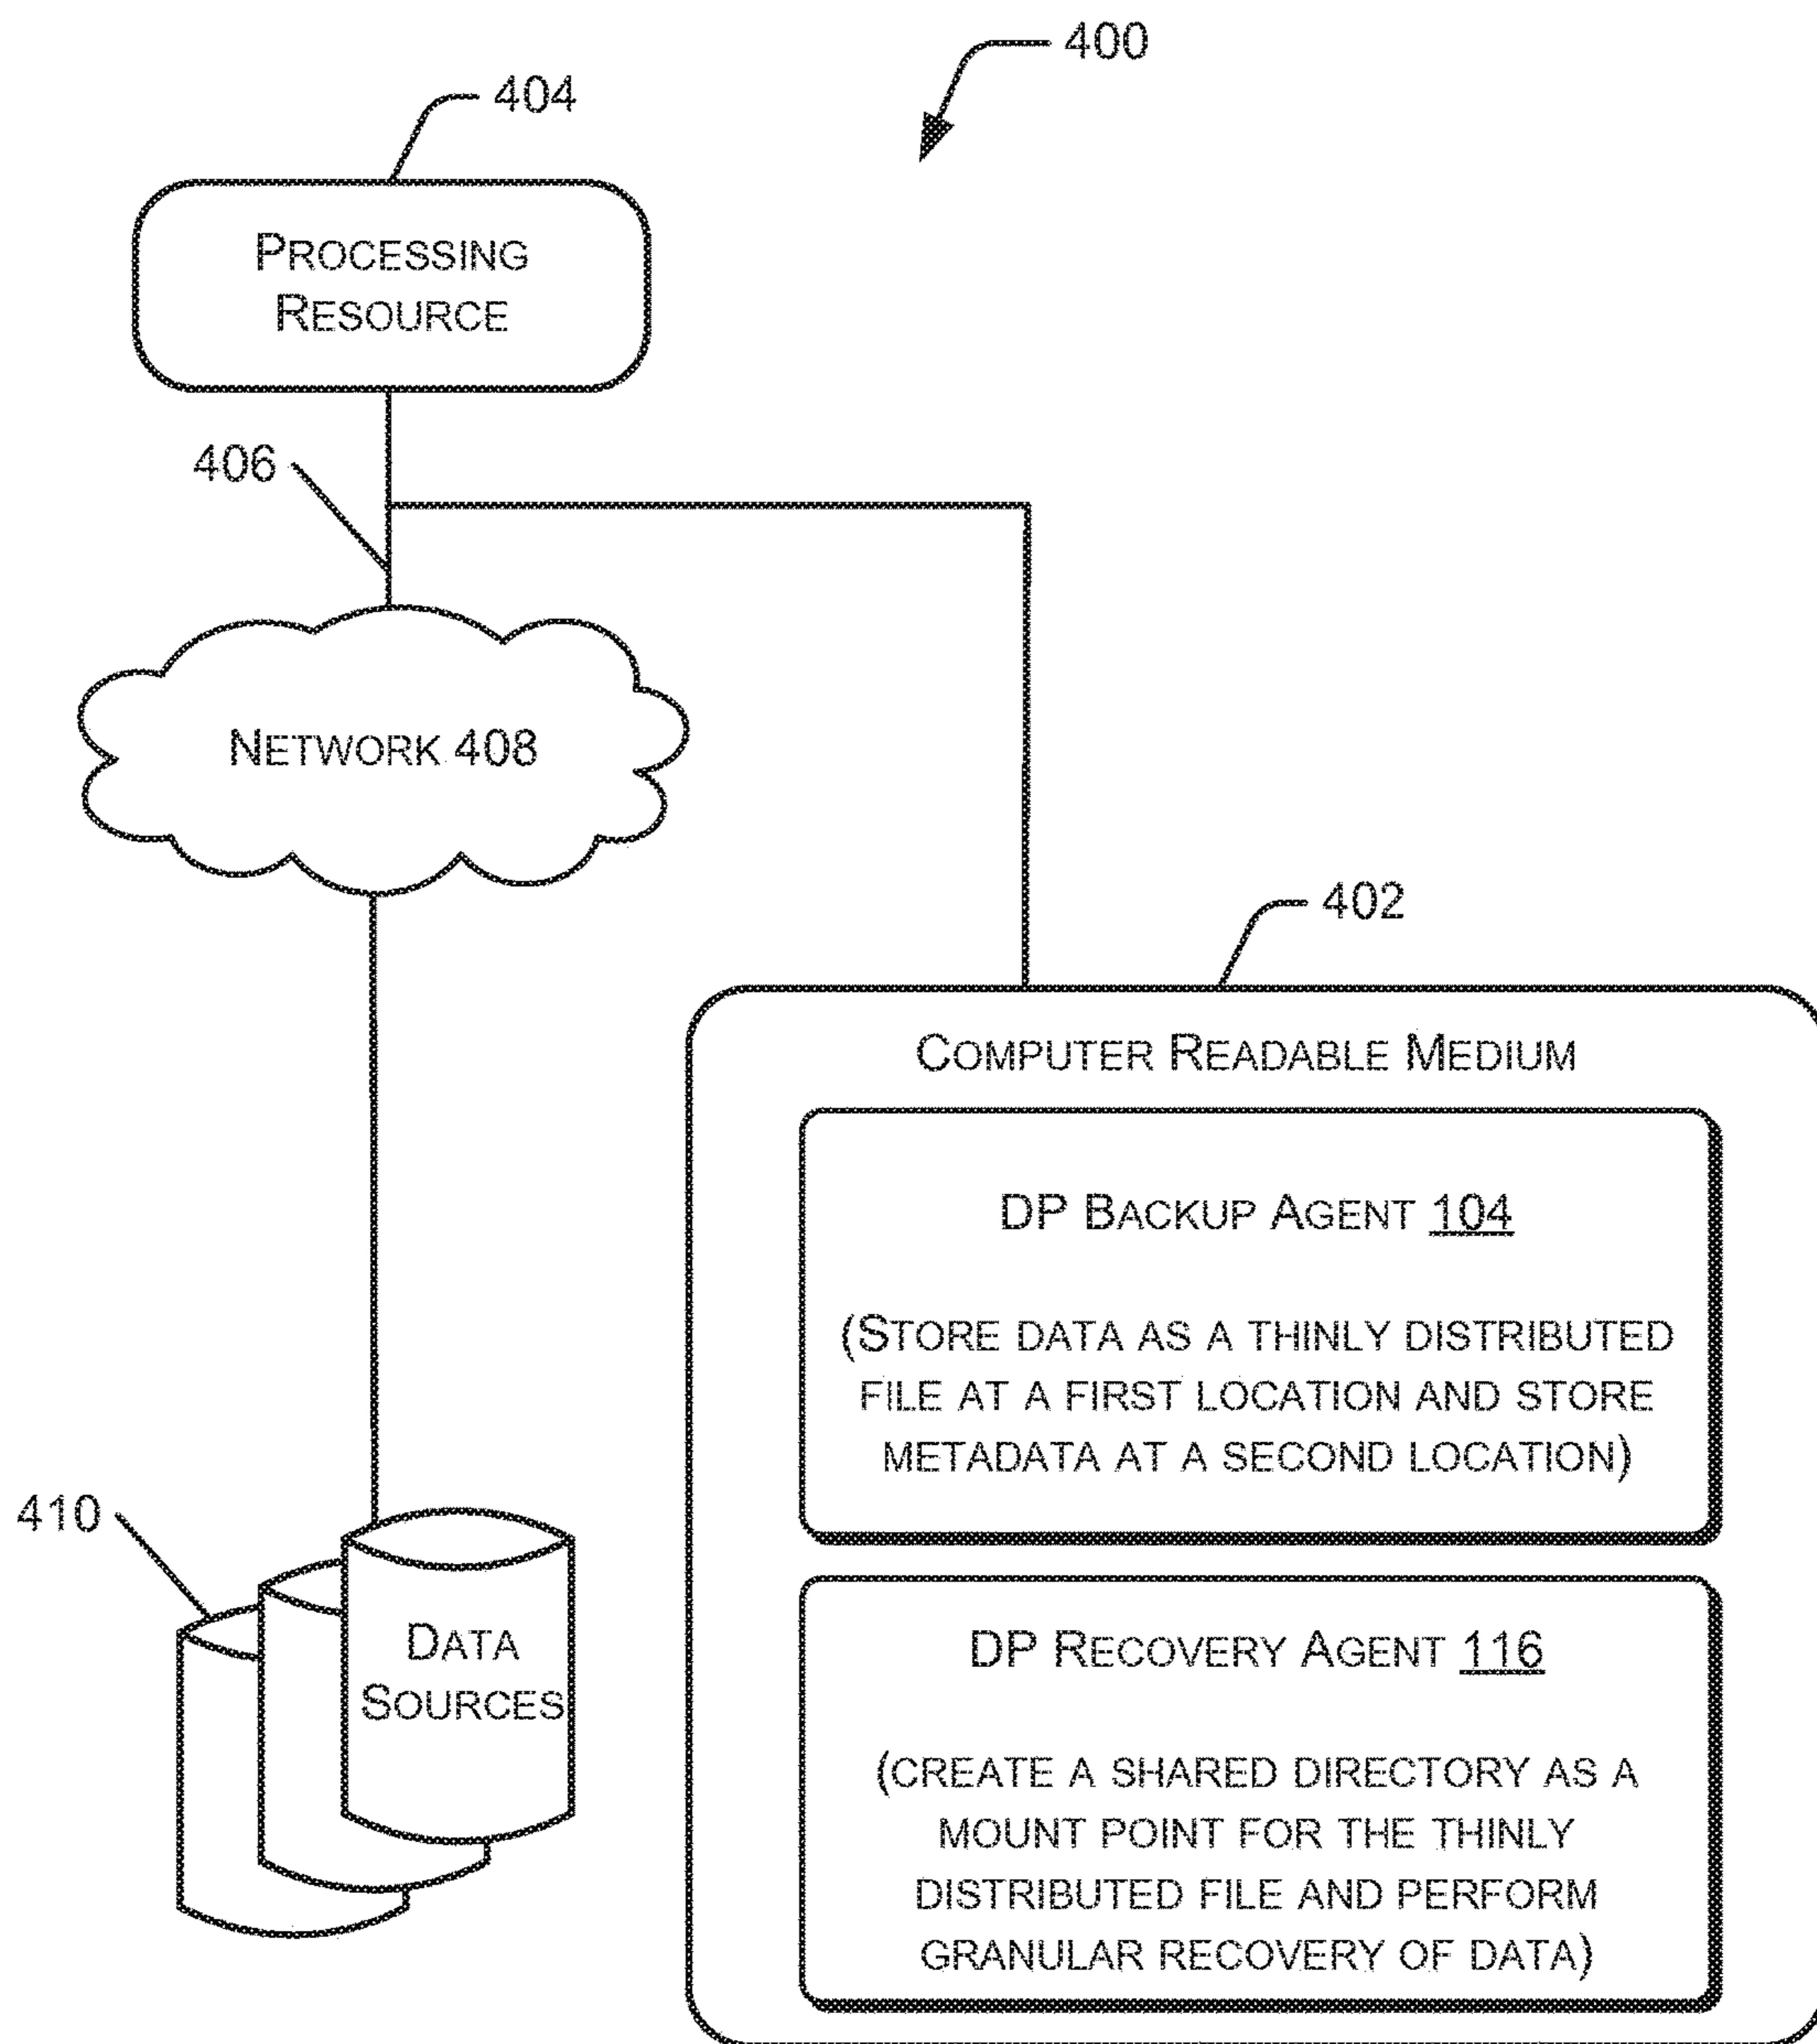 400
404
PROCESSING
RESOURCE
406
NETWORK 408
402
COMPUTER READABLE MEDIUM
DP BACKUP AGENT 104
(STORE DATA AS A THINLY DISTRIBUTED
FILE AT A FIRST LOCATION AND STORE
METADATA AT A SECOND LOCATION)
410
DATA
SOURCES
DP RECOVERY AGENT 116
(CREATE A SHARED DIRECTORY AS A
MOUNT POINT FOR THE THINLY
DISTRIBUTED FILE AND PERFORM
GRANULAR RECOVERY OF DATA)